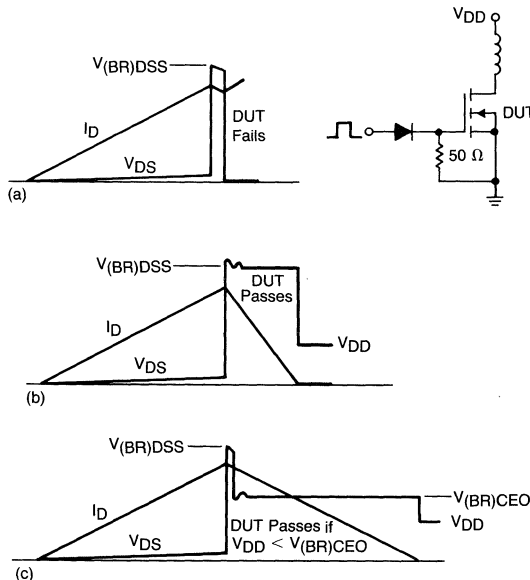 V(BR)DSS
ID
VDS
DUT
Fails
(a)
VDD
DUT
50 Ω
V(BR)DSS
ID
VDS
DUT
Passes
VDD
(b)
V(BR)DSS
ID
VDS
DUT Passes if
VDD < V(BR)CEO
V(BR)CEO
VDD
(c)